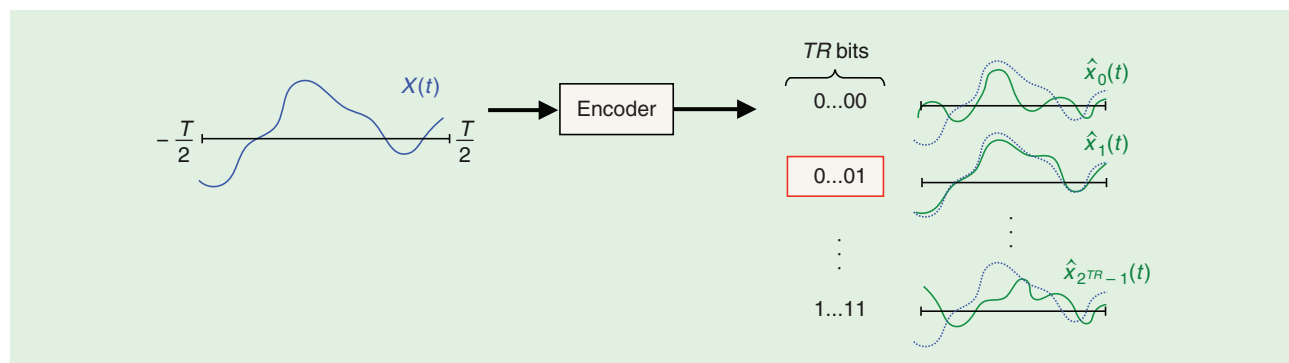 TR bits
X(t)
Encoder
0...00
x̂₀(t)
− T/2
T/2
0...01
x̂₁(t)
1...11
x̂_{2^{TR} − 1}(t)